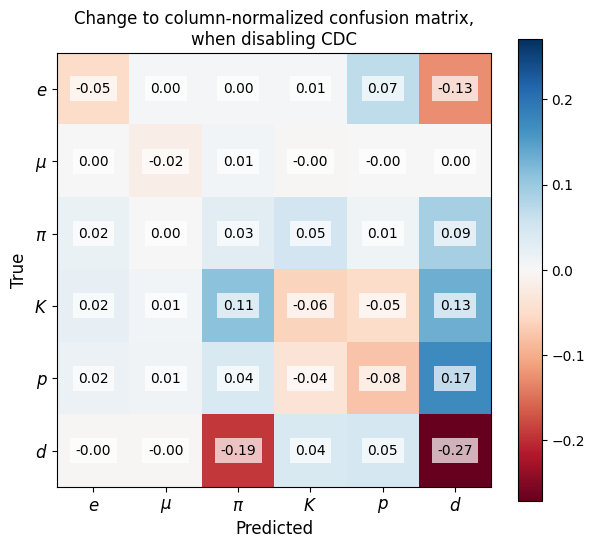 Change to column-normalized confusion matrix,
when disabling CDC
e -0.05 0.00 0.00 0.01 0.07 -0.13
μ 0.00 -0.02 0.01 -0.00 -0.00 0.00
π 0.02 0.00 0.03 0.05 0.01 0.09
K 0.02 0.01 0.11 -0.06 -0.05 0.13
p 0.02 0.01 0.04 -0.04 -0.08 0.17
d -0.00 -0.00 -0.19 0.04 0.05 -0.27
e μ π K p d
Predicted
True
0.2
0.1
0.0
−0.1
−0.2